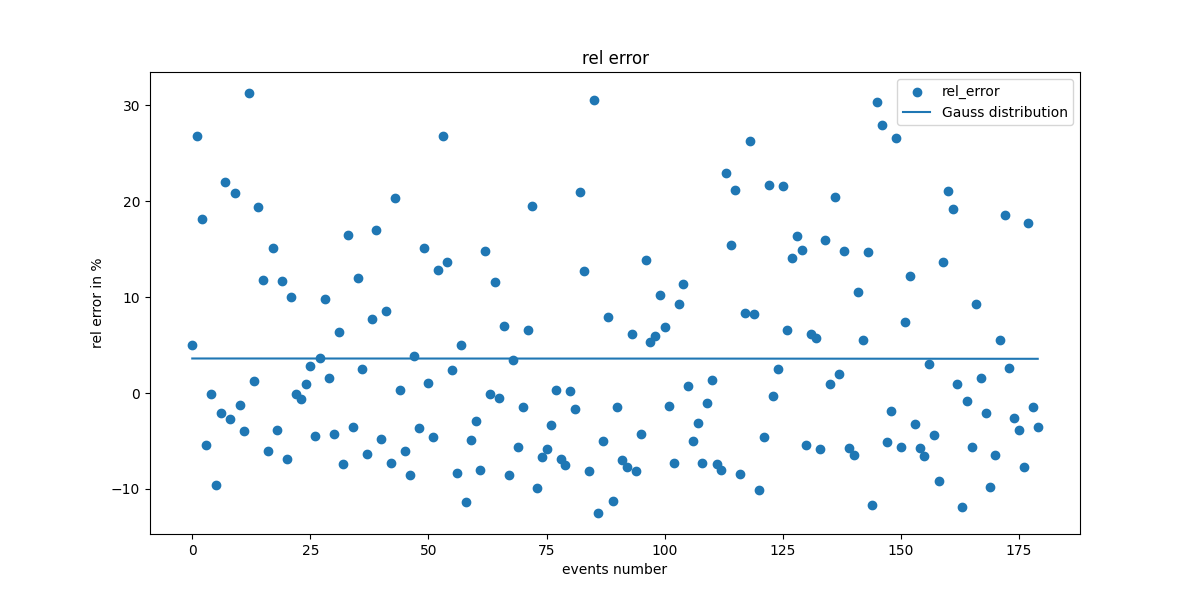 rel error
rel_error
Gauss distribution
rel error in %
30
20
10
0
−10
0
25
50
75
100
125
150
175
events number